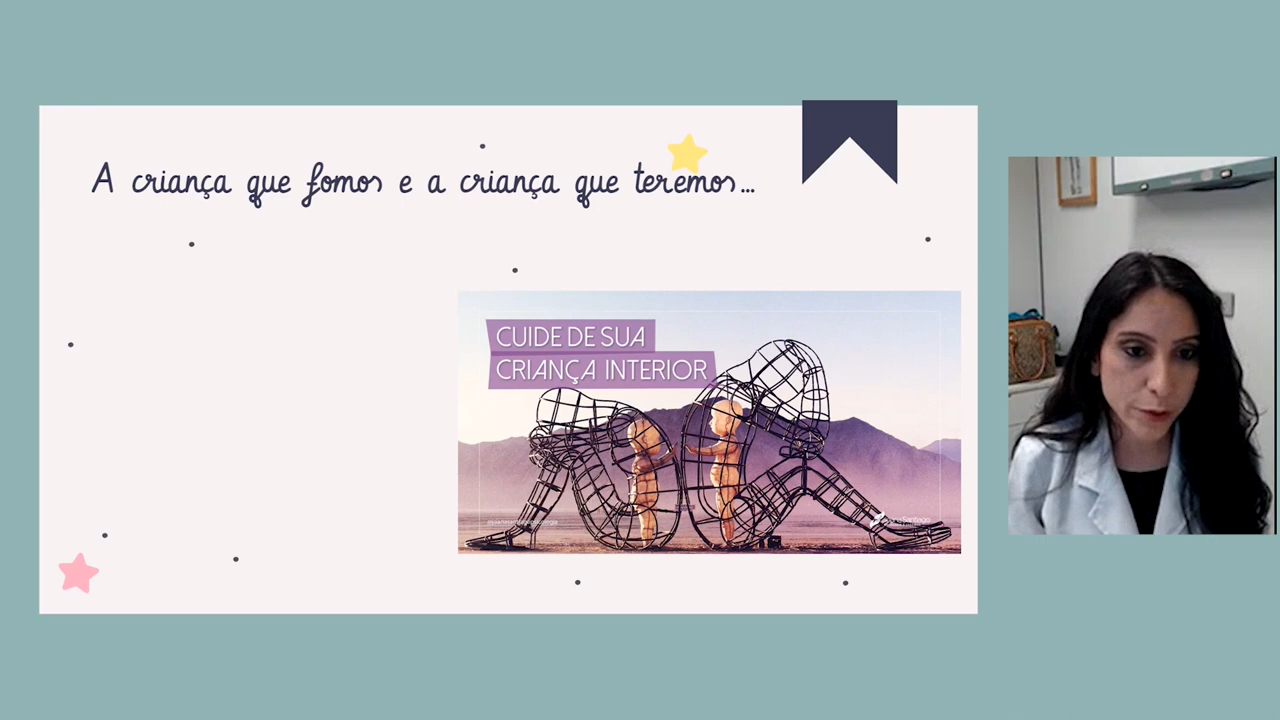 A criança que fomos e a criança que teremos...
CUIDE DE SUA
CRIANÇA INTERIOR